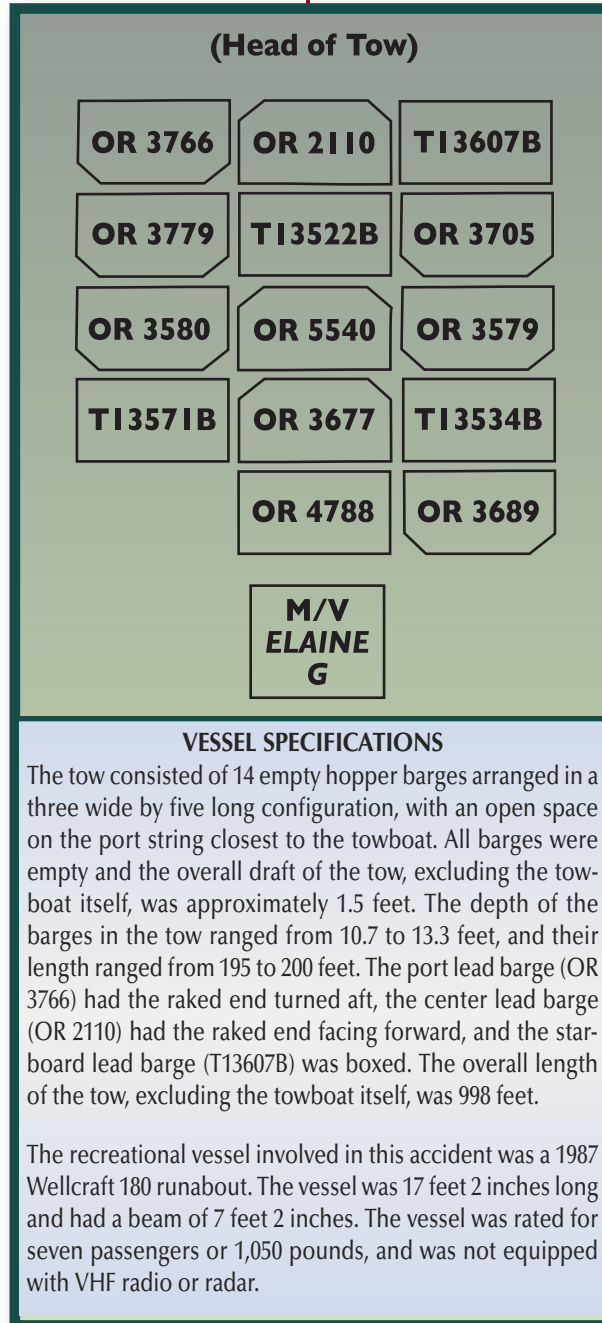 (Head of Tow)
OR 3766 OR 2110 T13607B
OR 3779 T13522B OR 3705
OR 3580 OR 5540 OR 3579
T13571B OR 3677 T13534B
OR 4788 OR 3689
M/V
ELAINE
G
VESSEL SPECIFICATIONS
The tow consisted of 14 empty hopper barges arranged in a
three wide by five long configuration, with an open space
on the port string closest to the towboat. All barges were
empty and the overall draft of the tow, excluding the tow-
boat itself, was approximately 1.5 feet. The depth of the
barges in the tow ranged from 10.7 to 13.3 feet, and their
length ranged from 195 to 200 feet. The port lead barge (OR
3766) had the raked end turned aft, the center lead barge
(OR 2110) had the raked end facing forward, and the star-
board lead barge (T13607B) was boxed. The overall length
of the tow, excluding the towboat itself, was 998 feet.
The recreational vessel involved in this accident was a 1987
Wellcraft 180 runabout. The vessel was 17 feet 2 inches long
and had a beam of 7 feet 2 inches. The vessel was rated for
seven passengers or 1,050 pounds, and was not equipped
with VHF radio or radar.